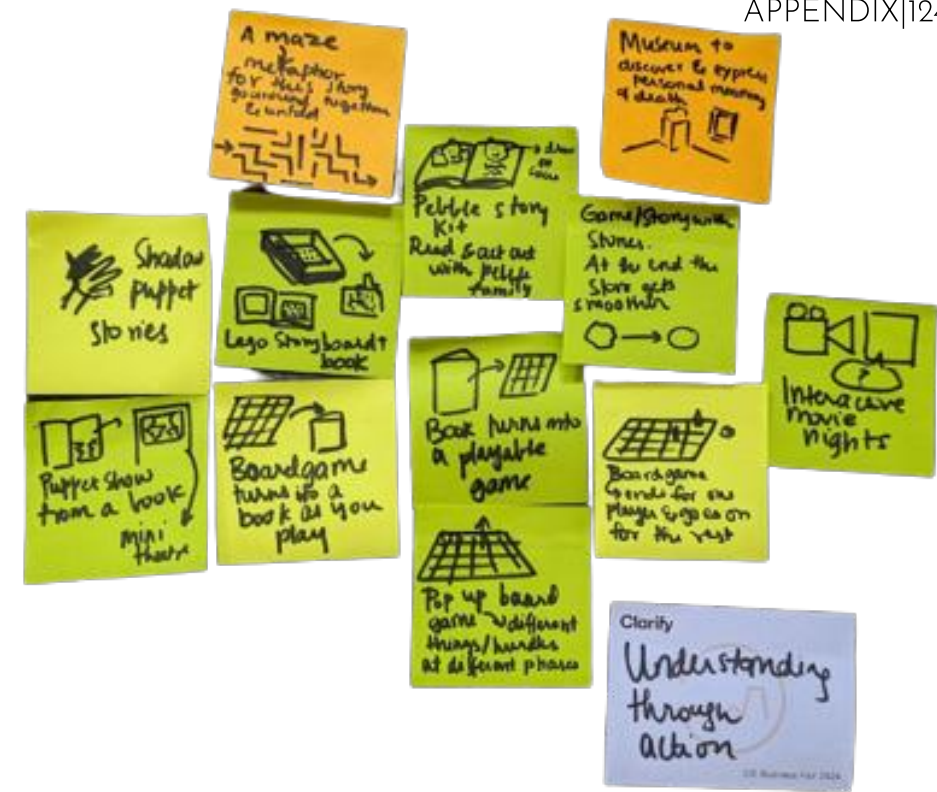 APPENDIX|124
A maze
metaphor
for this story
journeying together
& unfold
Museum to
discover & express
personal meaning
of death
→ draw
on
Pebble story
Kit
Read & act out
with pebble
family
Game/Story with
Stones.
At the end the
Stone gets
smoother
Shadow
puppet
stories
Lego Storyboard +
book
Interactive
movie
nights
Puppet Show
from a book
mini
theatre
Boardgame
turns into a
book as you
play
Book turns into
a playable
game
Boardgame
ends for one
player & goes on
for the rest
Pop up board
game → different
things/hurdles
at different phases
Clarify
Understanding
through
action